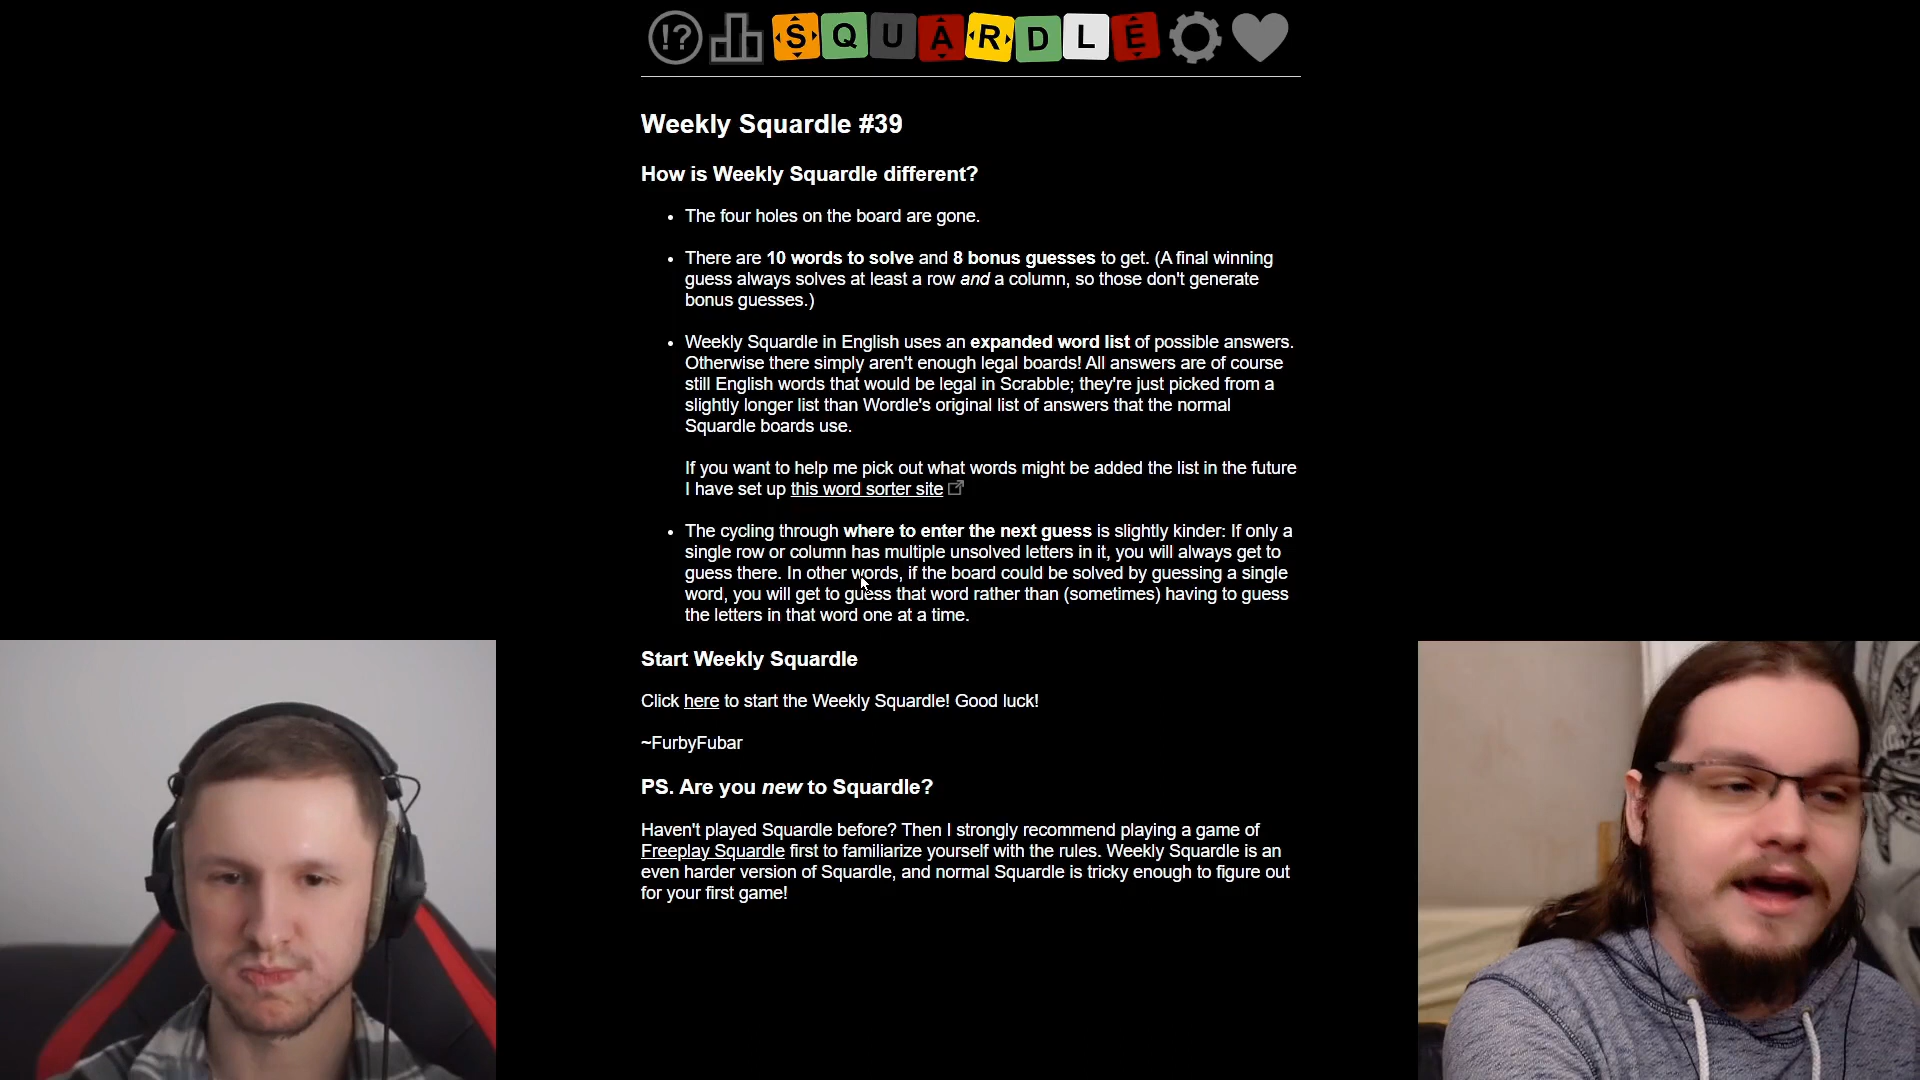 !?
SQUARDLE
Weekly Squardle #39
How is Weekly Squardle different?
• The four holes on the board are gone.
• There are 10 words to solve and 8 bonus guesses to get. (A final winning
guess always solves at least a row and a column, so those don't generate
bonus guesses.)
• Weekly Squardle in English uses an expanded word list of possible answers.
Otherwise there simply aren't enough legal boards! All answers are of course
still English words that would be legal in Scrabble; they're just picked from a
slightly longer list than Wordle's original list of answers that the normal
Squardle boards use.
If you want to help me pick out what words might be added the list in the future
I have set up this word sorter site
• The cycling through where to enter the next guess is slightly kinder: If only a
single row or column has multiple unsolved letters in it, you will always get to
guess there. In other words, if the board could be solved by guessing a single
word, you will get to guess that word rather than (sometimes) having to guess
the letters in that word one at a time.
Start Weekly Squardle
Click here to start the Weekly Squardle! Good luck!
~FurbyFubar
PS. Are you new to Squardle?
Haven't played Squardle before? Then I strongly recommend playing a game of
Freeplay Squardle first to familiarize yourself with the rules. Weekly Squardle is an
even harder version of Squardle, and normal Squardle is tricky enough to figure out
for your first game!